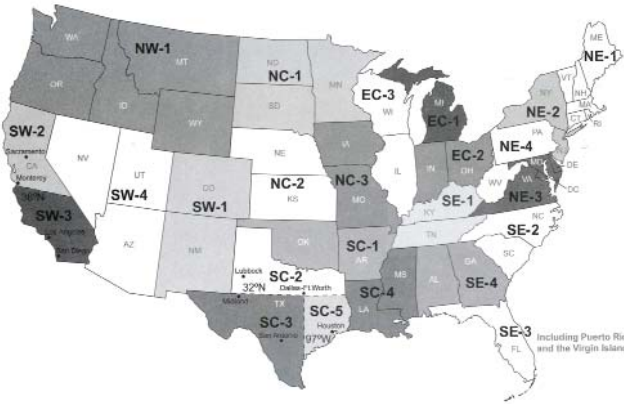 WA
NW-1
MT
ND
NC-1
MN
ME
NE-1
OR
ID
WY
SD
EC-3
WI
MI
EC-1
NY
NE-2
VT
NH
MA
CT
RI
SW-2
Sacramento
CA
Monterey
36°N
SW-3
Los Angeles
San Diego
NV
UT
SW-4
CO
SW-1
NE
NC-2
KS
IA
NC-3
MO
IL
IN
EC-2
OH
PA
NE-4
MD
DE
DC
WV
VA
NE-3
KY
SE-1
TN
NC
SE-2
SC
AZ
NM
OK
SC-1
AR
Lubbock
SC-2
32°N
Dallas-Ft Worth
Midland
TX
SC-3
San Antonio
SC-5
Houston
97°W
SC-4
LA
MS
AL
GA
SE-4
SE-3
FL
Including Puerto Ric
and the Virgin Island